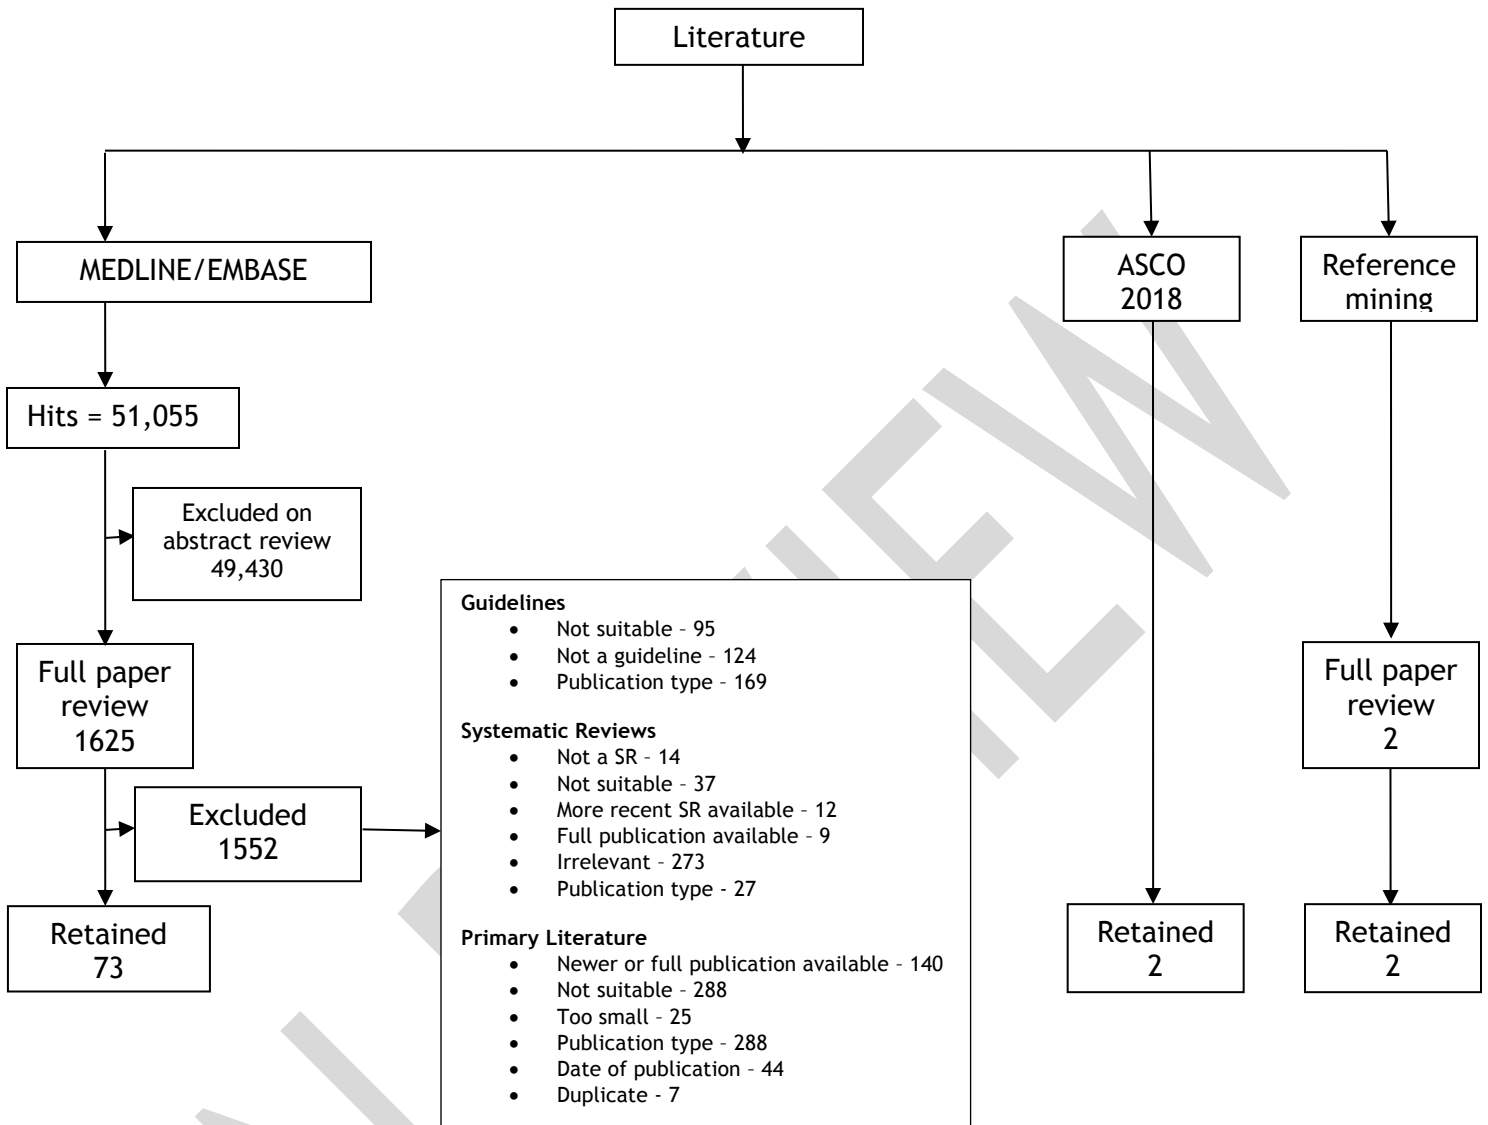 Literature
MEDLINE/EMBASE
ASCO
2018
Reference
mining
Hits = 51,055
Excluded on
abstract review
49,430
Full paper
review
1625
Excluded
1552
Retained
73
Guidelines
• Not suitable – 95
• Not a guideline – 124
• Publication type – 169
Systematic Reviews
• Not a SR – 14
• Not suitable – 37
• More recent SR available – 12
• Full publication available – 9
• Irrelevant – 273
• Publication type - 27
Primary Literature
• Newer or full publication available – 140
• Not suitable – 288
• Too small – 25
• Publication type – 288
• Date of publication – 44
• Duplicate - 7
Retained
2
Full paper
review
2
Retained
2